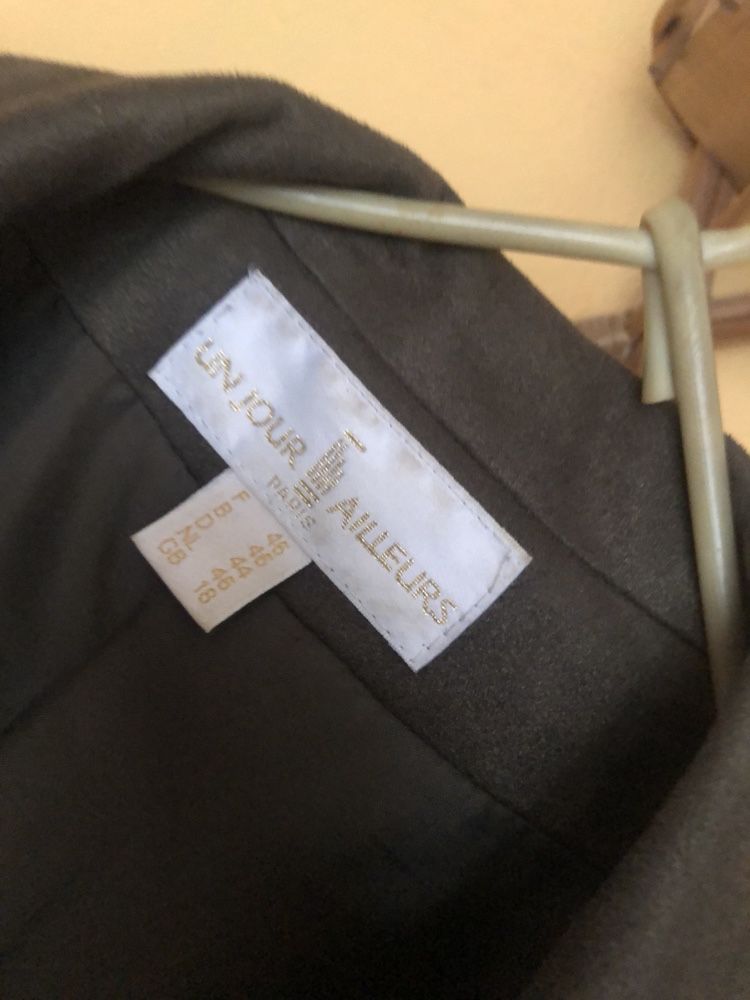 UN JOUR AILLEURS
PARIS
F 46
B 46
D 44
NL 46
GB 18